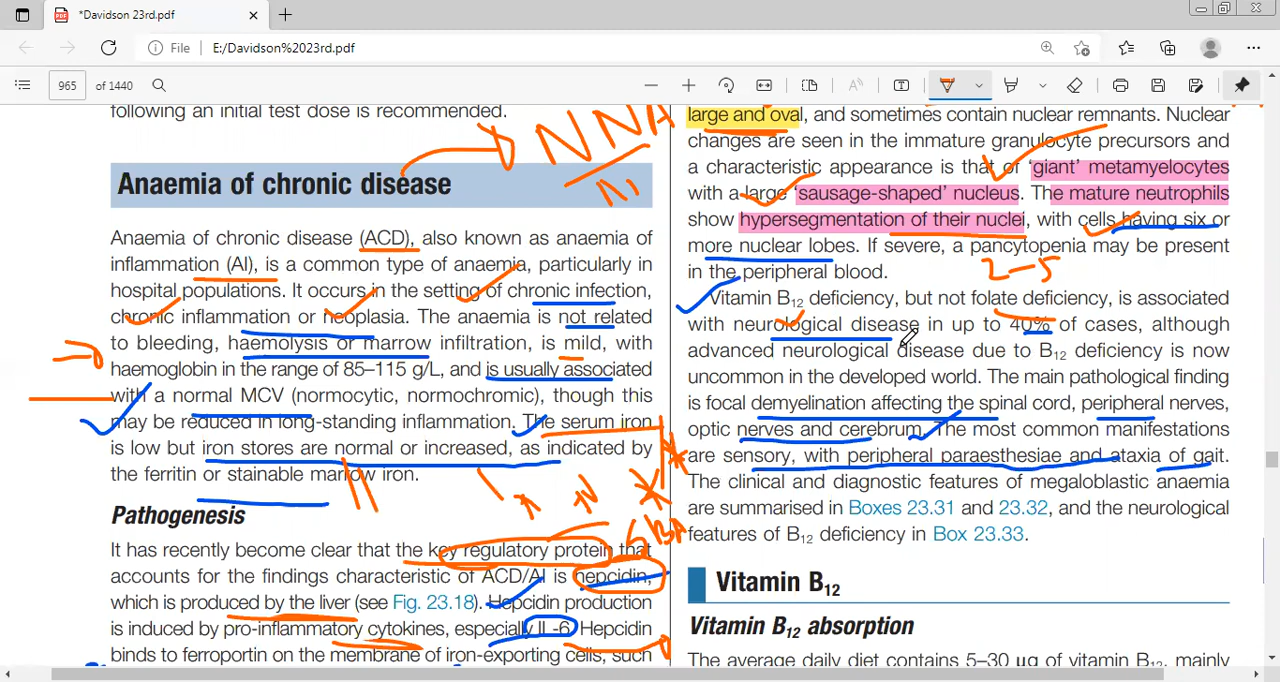 *Davidson 23rd.pdf
File
E:/Davidson%2023rd.pdf
965
of 1440
following an initial test dose is recommended.
NNA
AI
Anaemia of chronic disease
Anaemia of chronic disease (ACD), also known as anaemia of
inflammation (AI), is a common type of anaemia, particularly in
hospital populations. It occurs in the setting of chronic infection,
chronic inflammation or neoplasia. The anaemia is not related
to bleeding, haemolysis or marrow infiltration, is mild, with
haemoglobin in the range of 85–115 g/L, and is usually associated
with a normal MCV (normocytic, normochromic), though this
may be reduced in long-standing inflammation. The serum iron
is low but iron stores are normal or increased, as indicated by
the ferritin or stainable marrow iron.
Pathogenesis
It has recently become clear that the key regulatory protein that
accounts for the findings characteristic of ACD/AI is hepcidin,
which is produced by the liver (see Fig. 23.18). Hepcidin production
is induced by pro-inflammatory cytokines, especially IL-6. Hepcidin
binds to ferroportin on the membrane of iron-exporting cells, such
large and oval, and sometimes contain nuclear remnants. Nuclear
changes are seen in the immature granulocyte precursors and
a characteristic appearance is that of 'giant' metamyelocytes
with a large 'sausage-shaped' nucleus. The mature neutrophils
show hypersegmentation of their nuclei, with cells having six or
more nuclear lobes. If severe, a pancytopenia may be present
in the peripheral blood.
2–5
Vitamin B12 deficiency, but not folate deficiency, is associated
with neurological disease in up to 40% of cases, although
advanced neurological disease due to B12 deficiency is now
uncommon in the developed world. The main pathological finding
is focal demyelination affecting the spinal cord, peripheral nerves,
optic nerves and cerebrum. The most common manifestations
are sensory, with peripheral paraesthesiae and ataxia of gait.
The clinical and diagnostic features of megaloblastic anaemia
are summarised in Boxes 23.31 and 23.32, and the neurological
features of B12 deficiency in Box 23.33.
Vitamin B12
Vitamin B12 absorption
The average daily diet contains 5–30 µg of vitamin B12, mainly